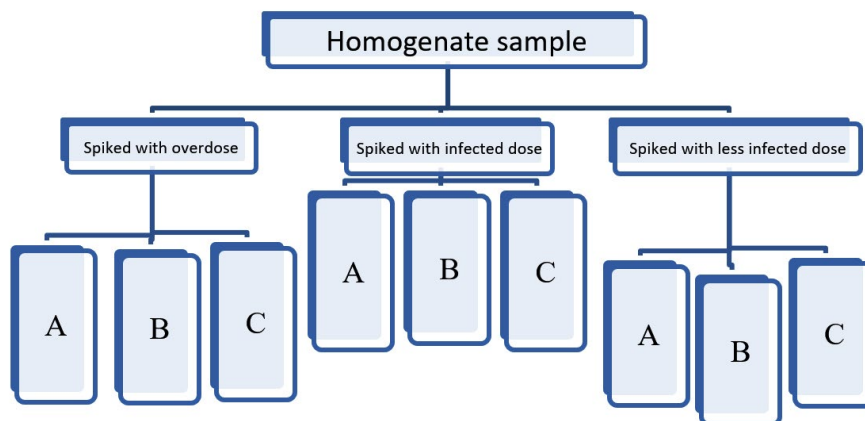 Homogenate sample
Spiked with overdose
Spiked with infected dose
Spiked with less infected dose
A
B
C
A
B
C
A
B
C